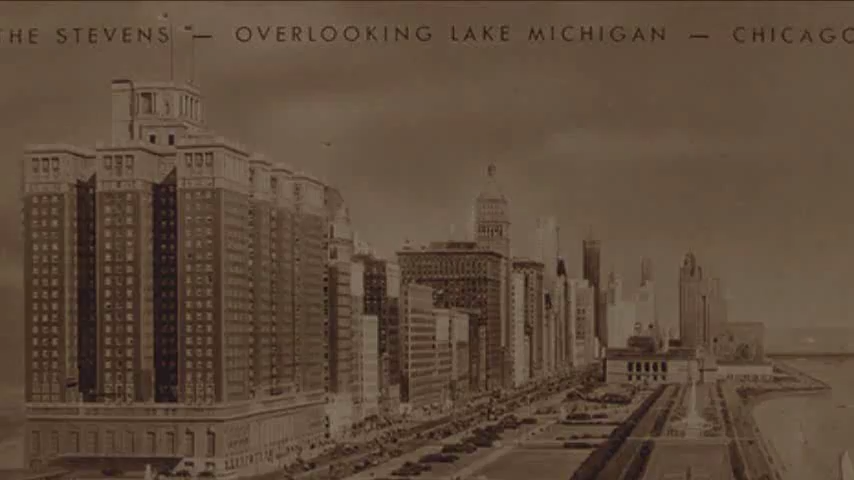 THE STEVENS — OVERLOOKING LAKE MICHIGAN — CHICAGO